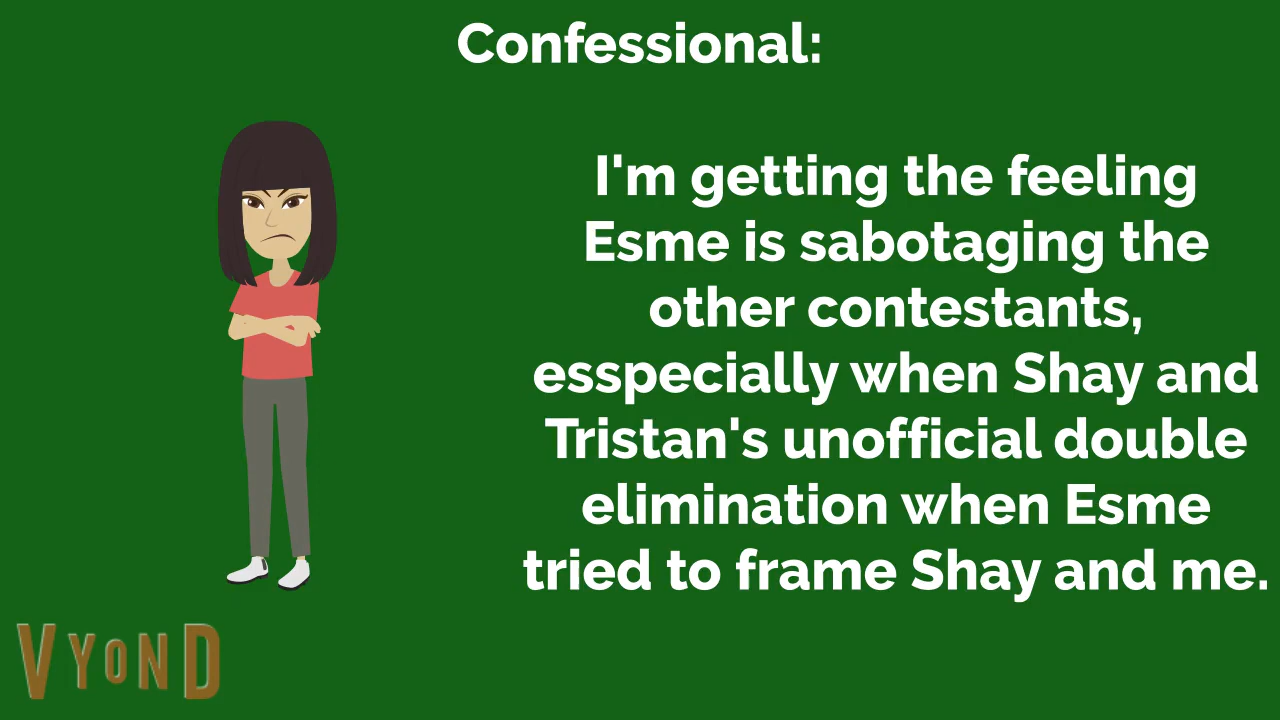 Confessional:
I'm getting the feeling
Esme is sabotaging the
other contestants,
esspecially when Shay and
Tristan's unofficial double
elimination when Esme
tried to frame Shay and me.
VYOND